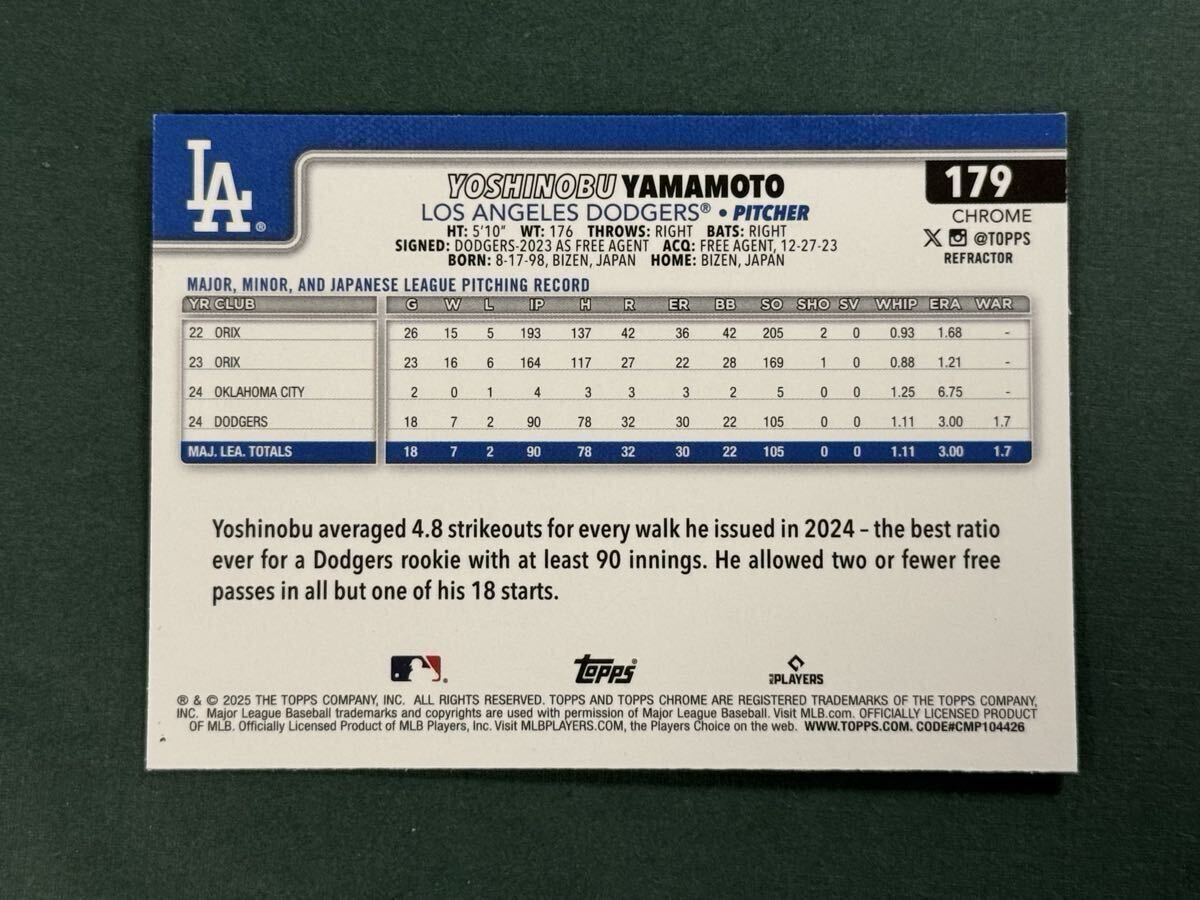 LA®
YOSHINOBU YAMAMOTO
179
LOS ANGELES DODGERS® • PITCHER
CHROME
HT: 5'10" WT: 176 THROWS: RIGHT BATS: RIGHT
X @TOPPS
SIGNED: DODGERS-2023 AS FREE AGENT ACQ: FREE AGENT, 12-27-23
REFRACTOR
BORN: 8-17-98, BIZEN, JAPAN HOME: BIZEN, JAPAN
MAJOR, MINOR, AND JAPANESE LEAGUE PITCHING RECORD
YR CLUB G W L IP H R ER BB SO SHO SV WHIP ERA WAR
22 ORIX 26 15 5 193 137 42 36 42 205 2 0 0.93 1.68 -
23 ORIX 23 16 6 164 117 27 22 28 169 1 0 0.88 1.21 -
24 OKLAHOMA CITY 2 0 1 4 3 3 3 2 5 0 0 1.25 6.75 -
24 DODGERS 18 7 2 90 78 32 30 22 105 0 0 1.11 3.00 1.7
MAJ. LEA. TOTALS 18 7 2 90 78 32 30 22 105 0 0 1.11 3.00 1.7
Yoshinobu averaged 4.8 strikeouts for every walk he issued in 2024 – the best ratio
ever for a Dodgers rookie with at least 90 innings. He allowed two or fewer free
passes in all but one of his 18 starts.
topps® PLAYERS
® & © 2025 THE TOPPS COMPANY, INC. ALL RIGHTS RESERVED. TOPPS AND TOPPS CHROME ARE REGISTERED TRADEMARKS OF THE TOPPS COMPANY,
INC. Major League Baseball trademarks and copyrights are used with permission of Major League Baseball. Visit MLB.com. OFFICIALLY LICENSED PRODUCT
OF MLB. Officially Licensed Product of MLB Players, Inc. Visit MLBPLAYERS.COM, the Players Choice on the web. WWW.TOPPS.COM. CODE#CMP104426